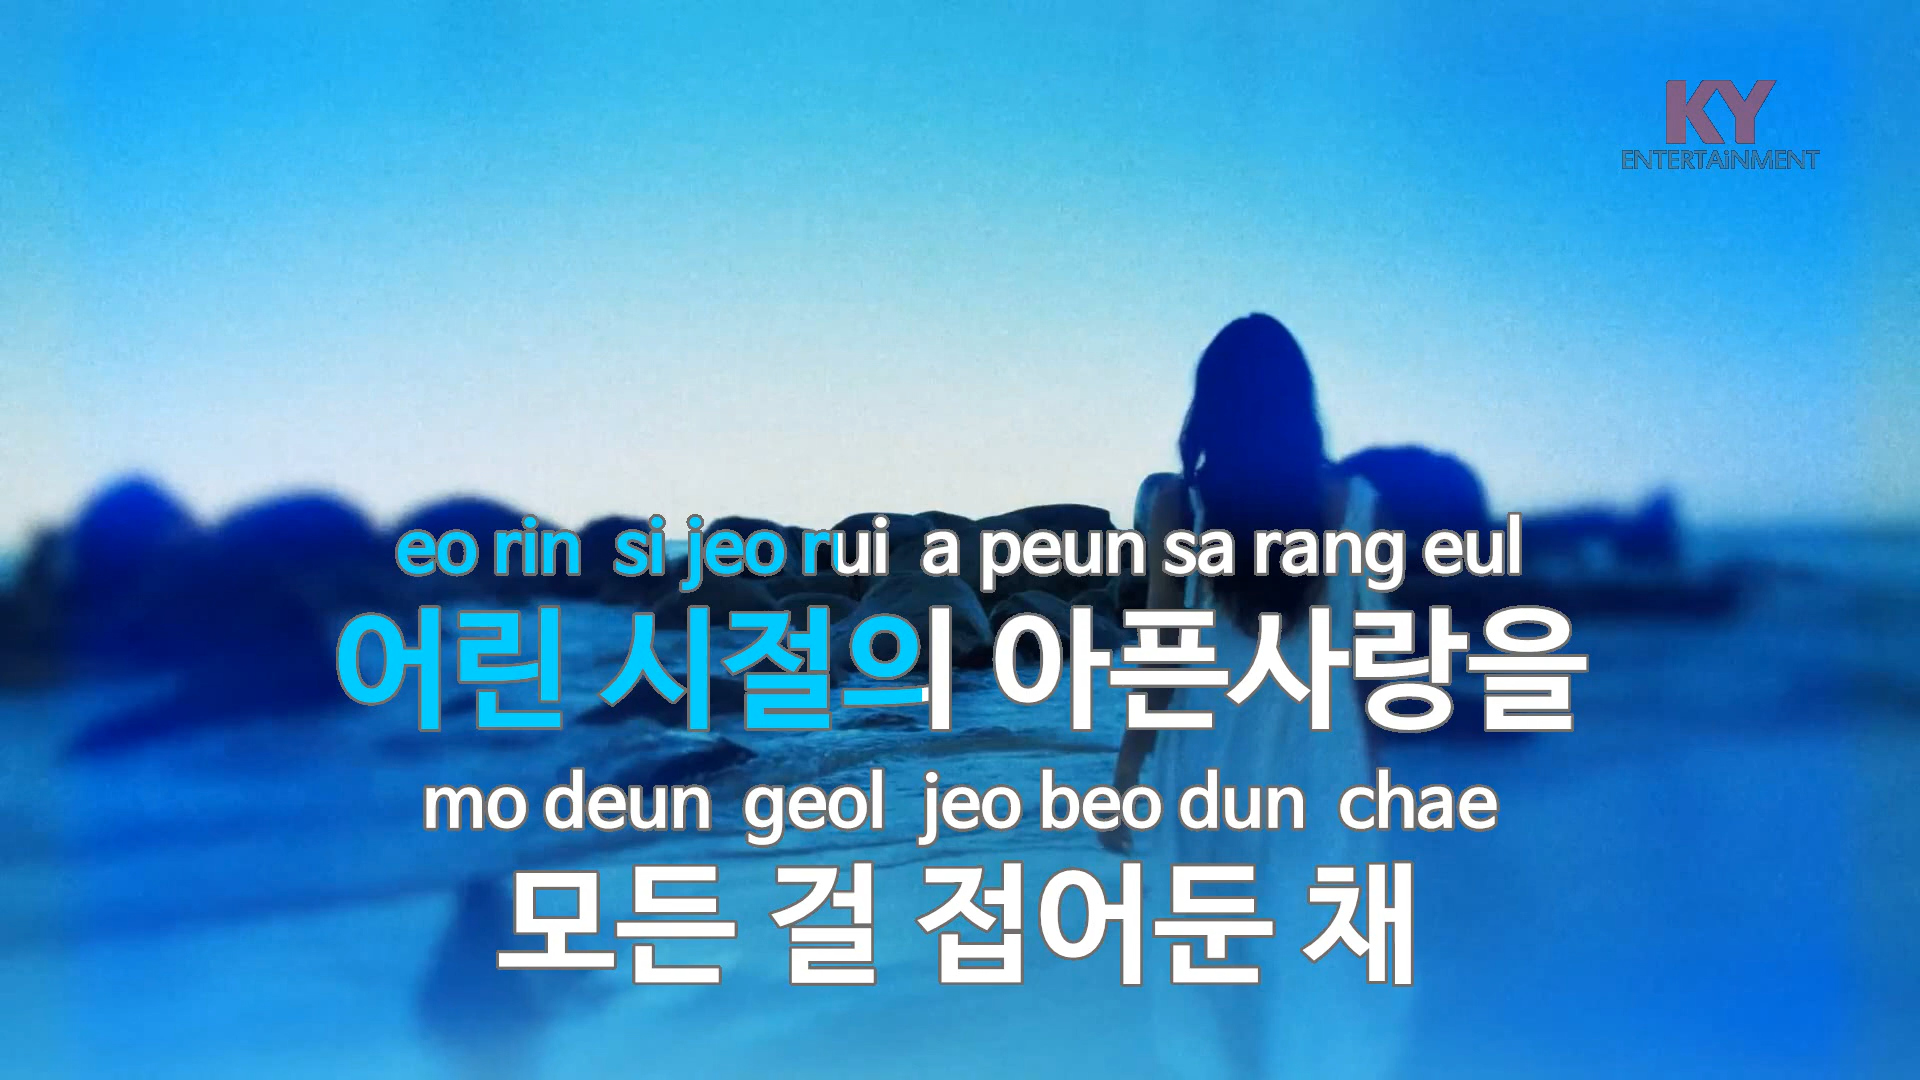 KY
ENTERTAiNMENT
eo rin si jeo rui a peun sa rang eul
어린 시절의 아픈사랑을
mo deun geol jeo beo dun chae
모든 걸 접어둔 채